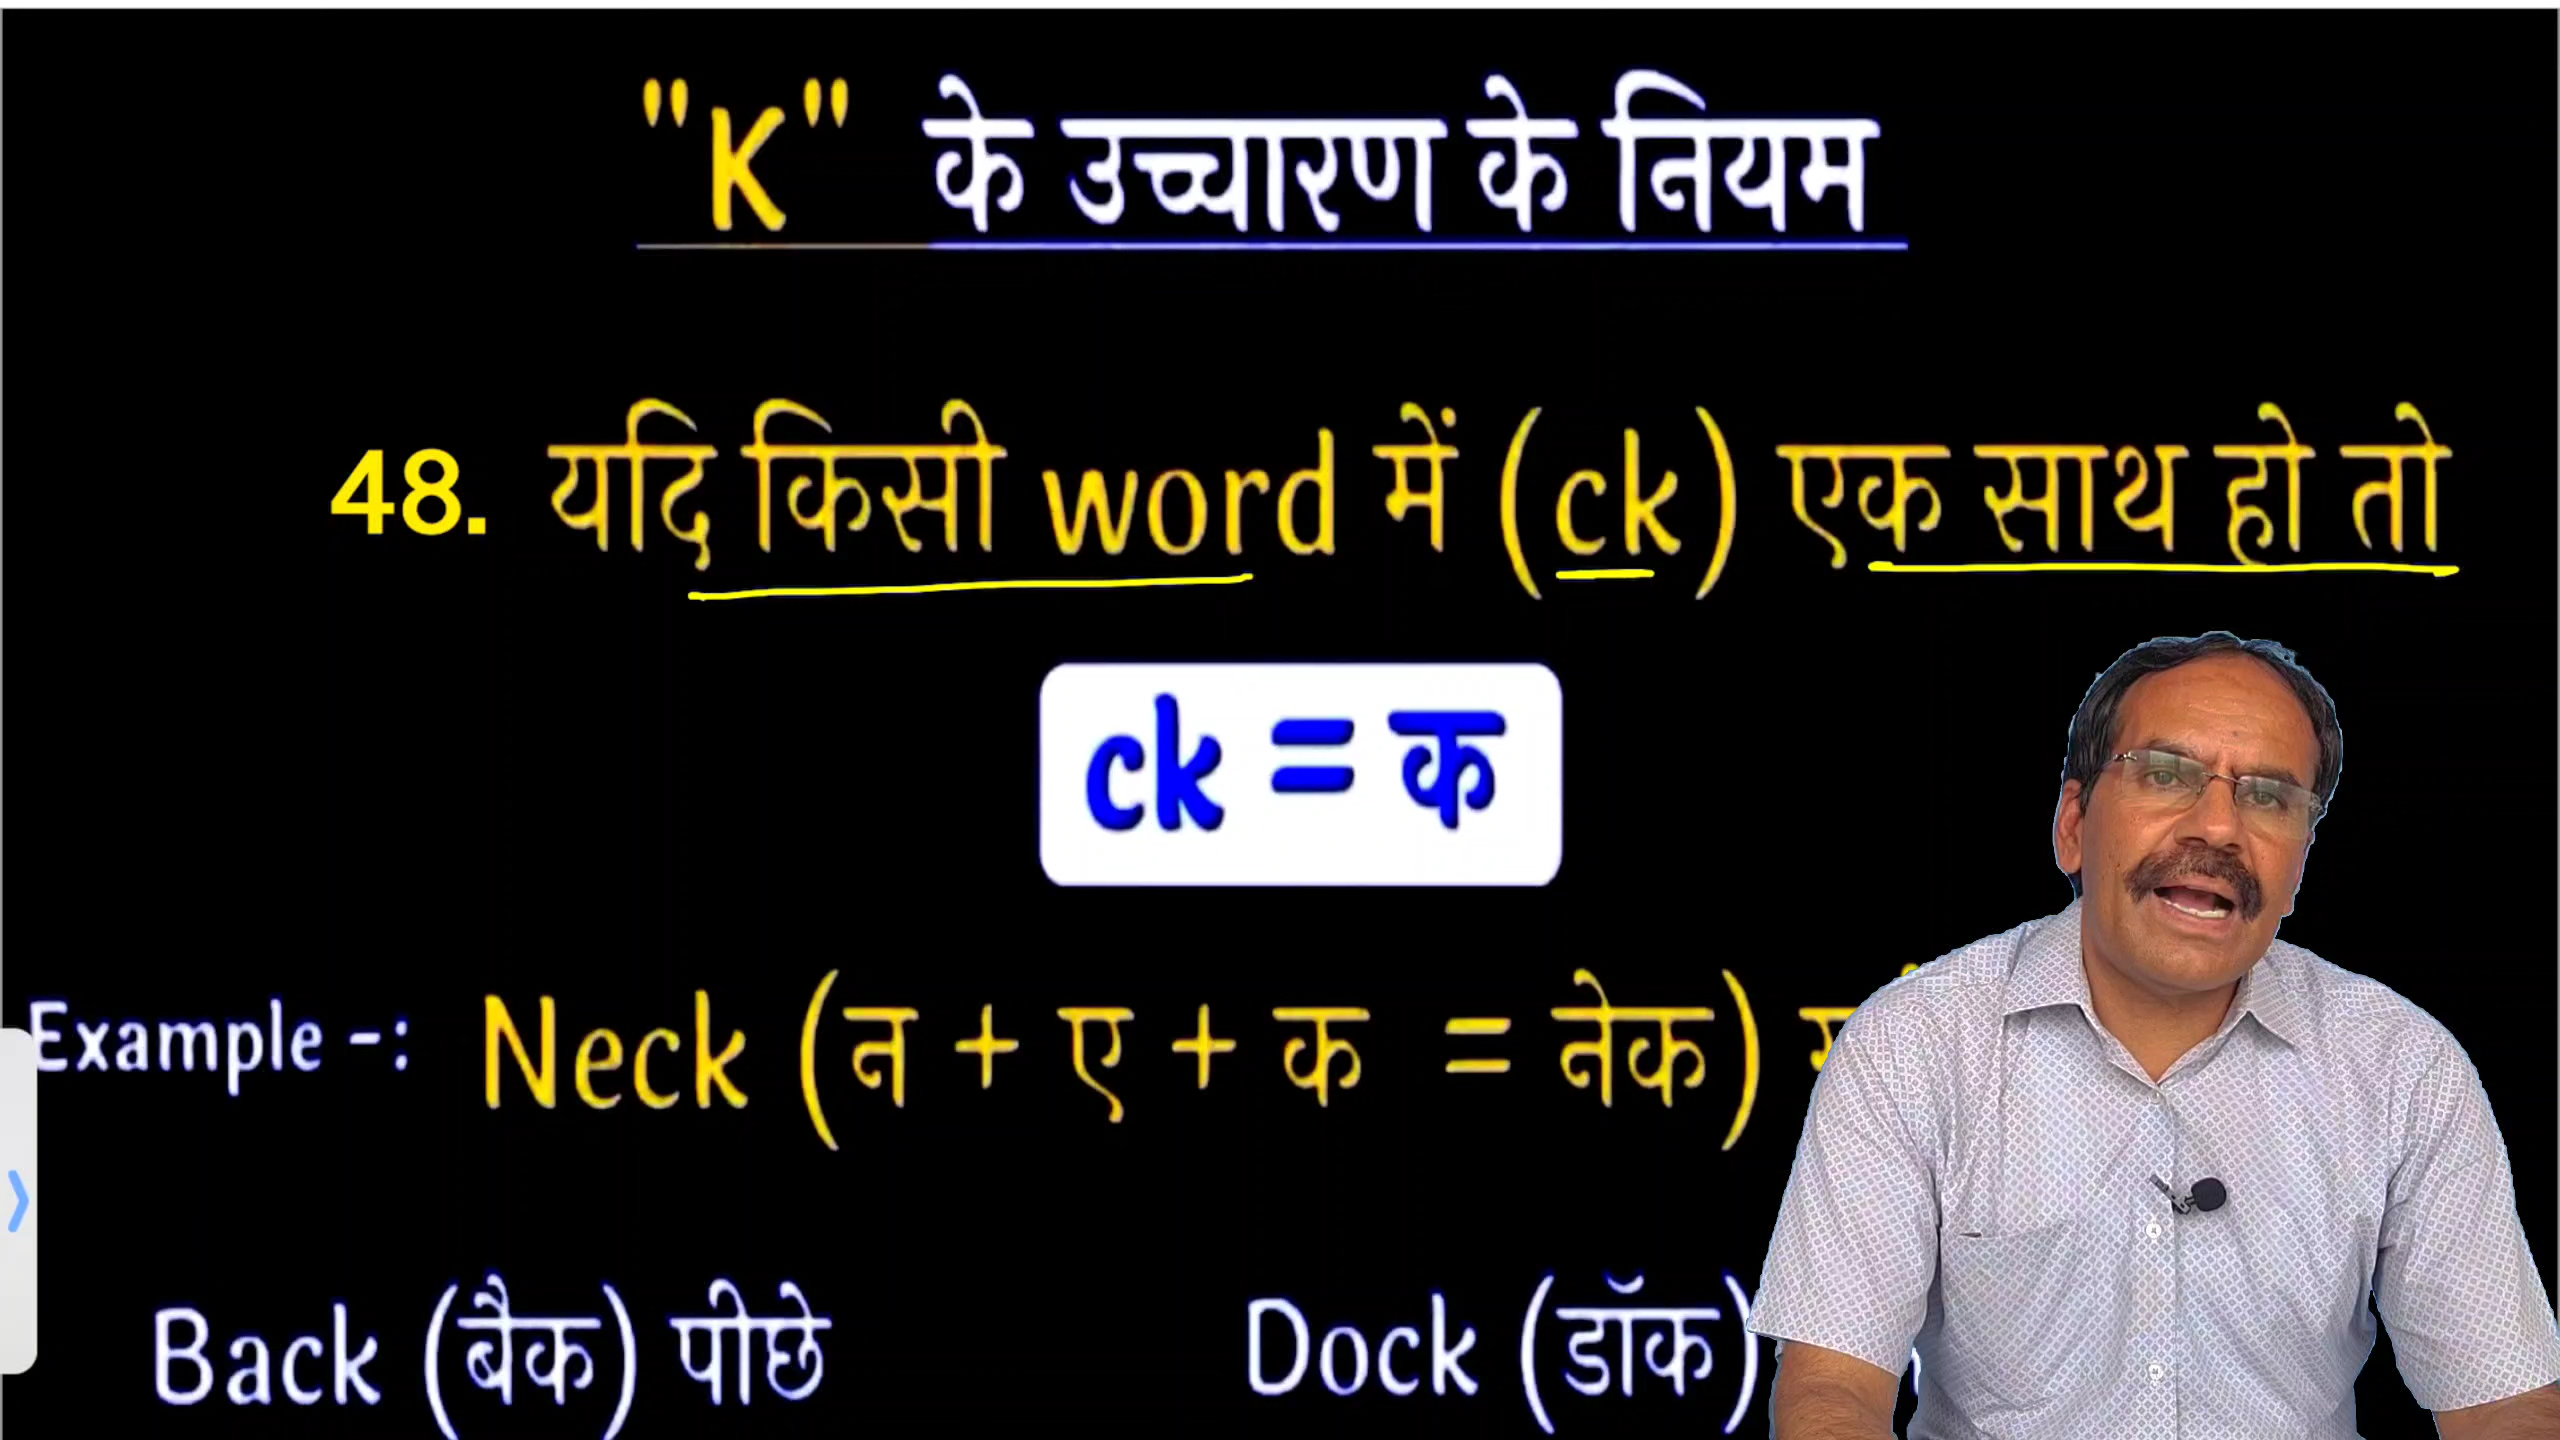 "K" के उच्चारण के नियम
48. यदि किसी word में (ck) एक साथ हो तो
ck = क
Example -: Neck (न + ए + क = नेक)
Back (बैक) पीछे Dock (डॉक)